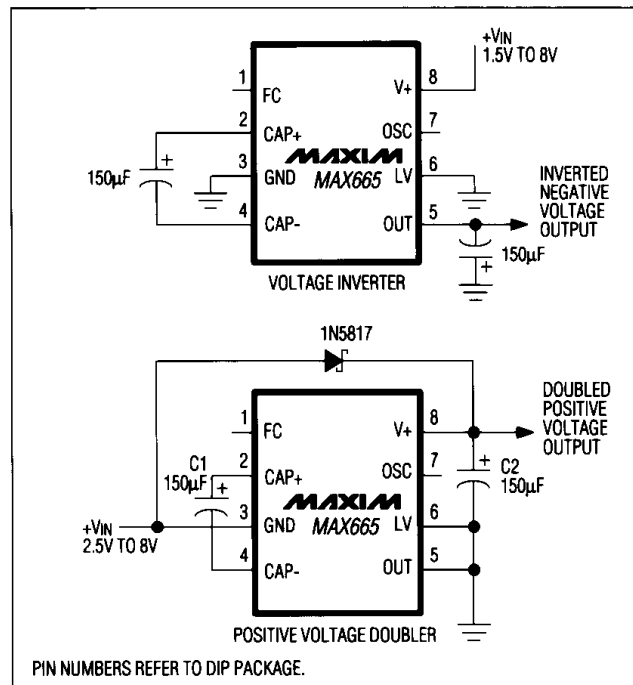 +VIN
1.5V TO 8V
1
FC
V+
8
2
CAP+
OSC
7
150µF
+
MAXIM
3
GND
MAX665
LV
6
4
CAP-
OUT
5
INVERTED
NEGATIVE
VOLTAGE
OUTPUT
150µF
+
VOLTAGE INVERTER
1N5817
1
FC
V+
8
DOUBLED
POSITIVE
VOLTAGE
OUTPUT
C1
150µF
+
2
CAP+
OSC
7
+
C2
150µF
MAXIM
+VIN
2.5V TO 8V
3
GND
MAX665
LV
6
4
CAP-
OUT
5
POSITIVE VOLTAGE DOUBLER
PIN NUMBERS REFER TO DIP PACKAGE.